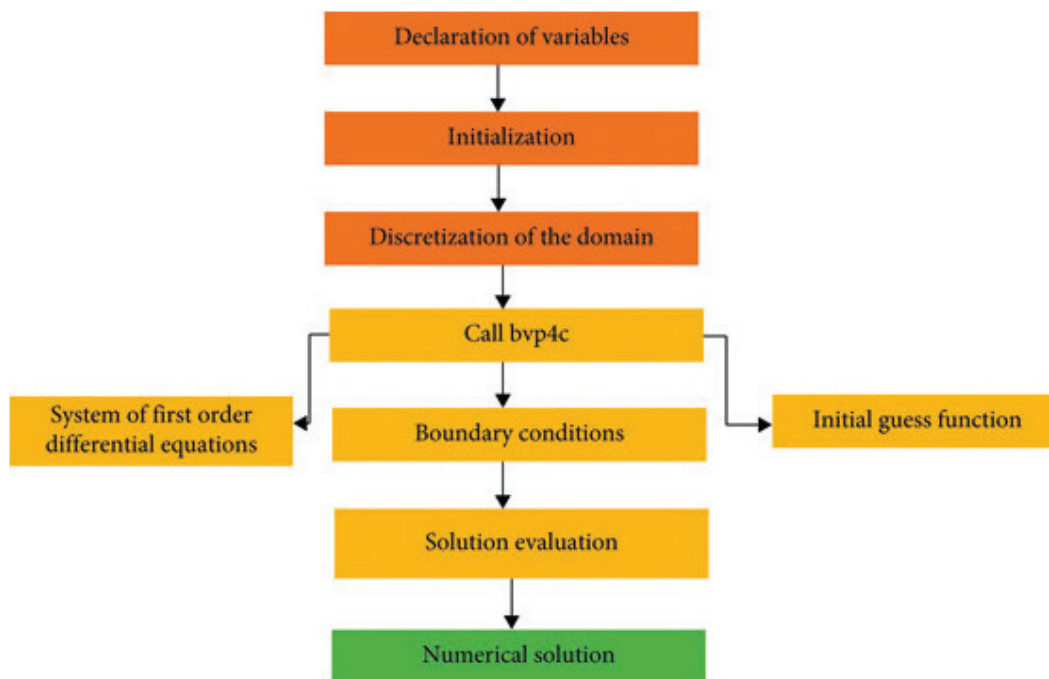 Declaration of variables
Initialization
Discretization of the domain
Call bvp4c
System of first order
differential equations
Boundary conditions
Initial guess function
Solution evaluation
Numerical solution